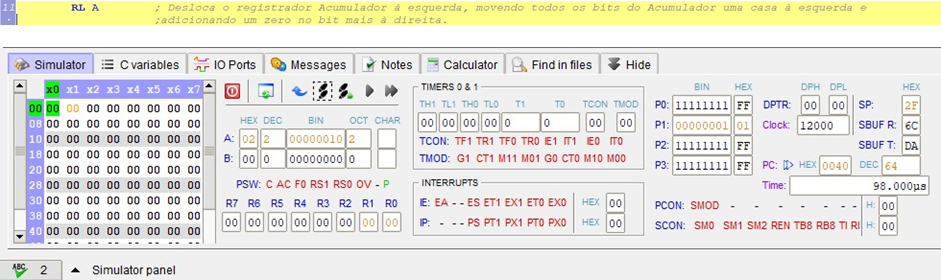 11 RL A ; Desloca o registrador Acumulador à esquerda, movendo todos os bits do Acumulador uma casa à esquerda e
;adicionando um zero no bit mais à direita.
Simulator C variables IO Ports Messages Notes Calculator Find in files Hide
x0 x1 x2 x3 x4 x5 x6 x7
00 00 00 00 00 00 00 00 00
08 00 00 00 00 00 00 00 00
10 00 00 00 00 00 00 00 00
18 00 00 00 00 00 00 00 00
20 00 00 00 00 00 00 00 00
28 00 00 00 00 00 00 00 00
30 00 00 00 00 00 00 00 00
38 00 00 00 00 00 00 00 00
40 00 00 00 00 00 00 00 00
HEX DEC BIN OCT CHAR
A: 02 2 00000010 2
B: 00 0 00000000 0
PSW: C AC F0 RS1 RS0 OV - P
R7 R6 R5 R4 R3 R2 R1 R0
00 00 00 00 00 00 00 00
TIMERS 0 & 1
TH1 TL1 TH0 TL0 T1 T0 TCON TMOD
00 00 00 00 0 0 00 00
TCON: TF1 TR1 TF0 TR0 IE1 IT1 IE0 IT0
TMOD: G1 CT1 M11 M01 G0 CT0 M10 M00
INTERRUPTS
IE: EA - - ES ET1 EX1 ET0 EX0 HEX 00
IP: - - - PS PT1 PX1 PT0 PX0 HEX 00
BIN HEX
P0: 11111111 FF
P1: 00000001 01
P2: 11111111 FF
P3: 11111111 FF
DPH DPL
DPTR: 00 00
Clock: 12000
HEX
SP: 2F
SBUF R: 6C
SBUF T: DA
PC: HEX 0040 DEC 64
Time: 98.000µs
PCON: SMOD - - - - - - - H: 00
SCON: SM0 SM1 SM2 REN TB8 RB8 TI RI H: 00
ABC 2 Simulator panel